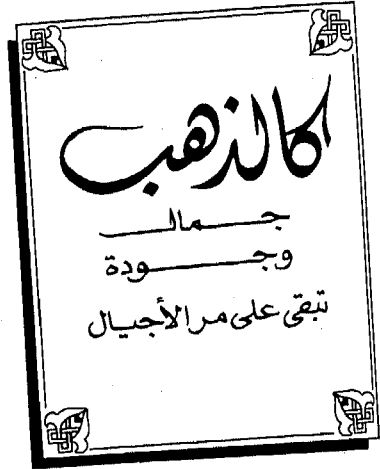 كالذهب
جمال
وجودة
تبقى على مر الأجيال